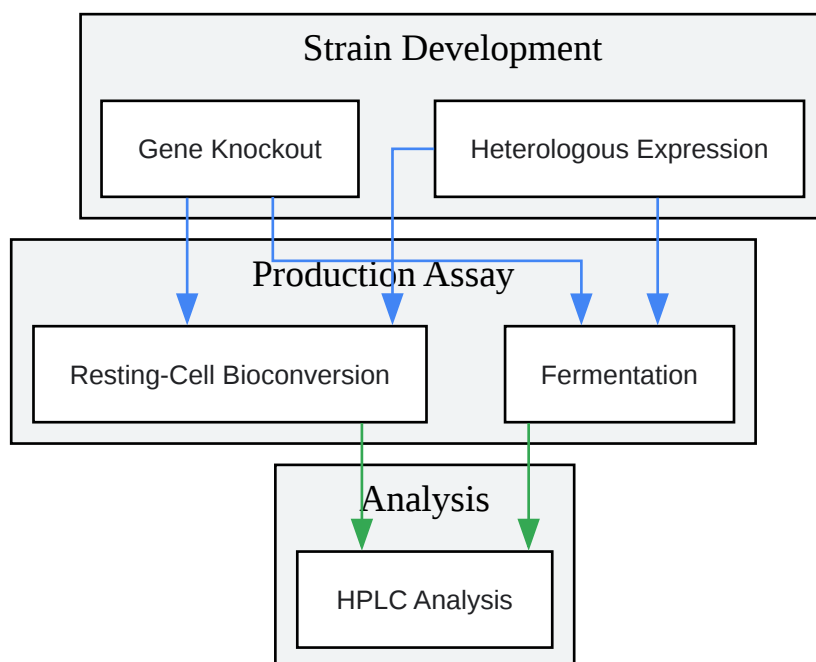 Strain Development
Gene Knockout
Heterologous Expression
Production Assay
Resting-Cell Bioconversion
Fermentation
Analysis
HPLC Analysis